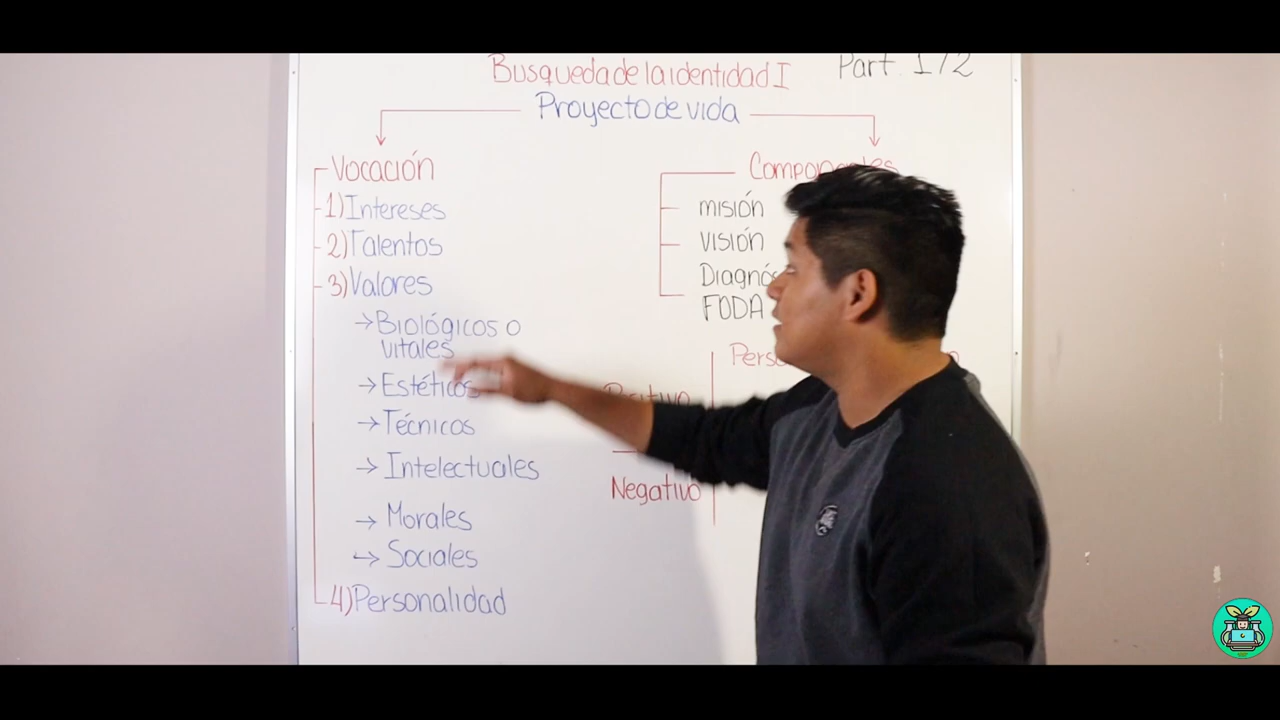 Busqueda de la identidad I
Part. 1/2
Proyecto de vida
Vocación
1) Intereses
2) Talentos
3) Valores
→ Biológicos o
vitales
→ Estéticos
→ Técnicos
→ Intelectuales
→ Morales
→ Sociales
4) Personalidad
misión
visión
FODA
Positivo
Negativo